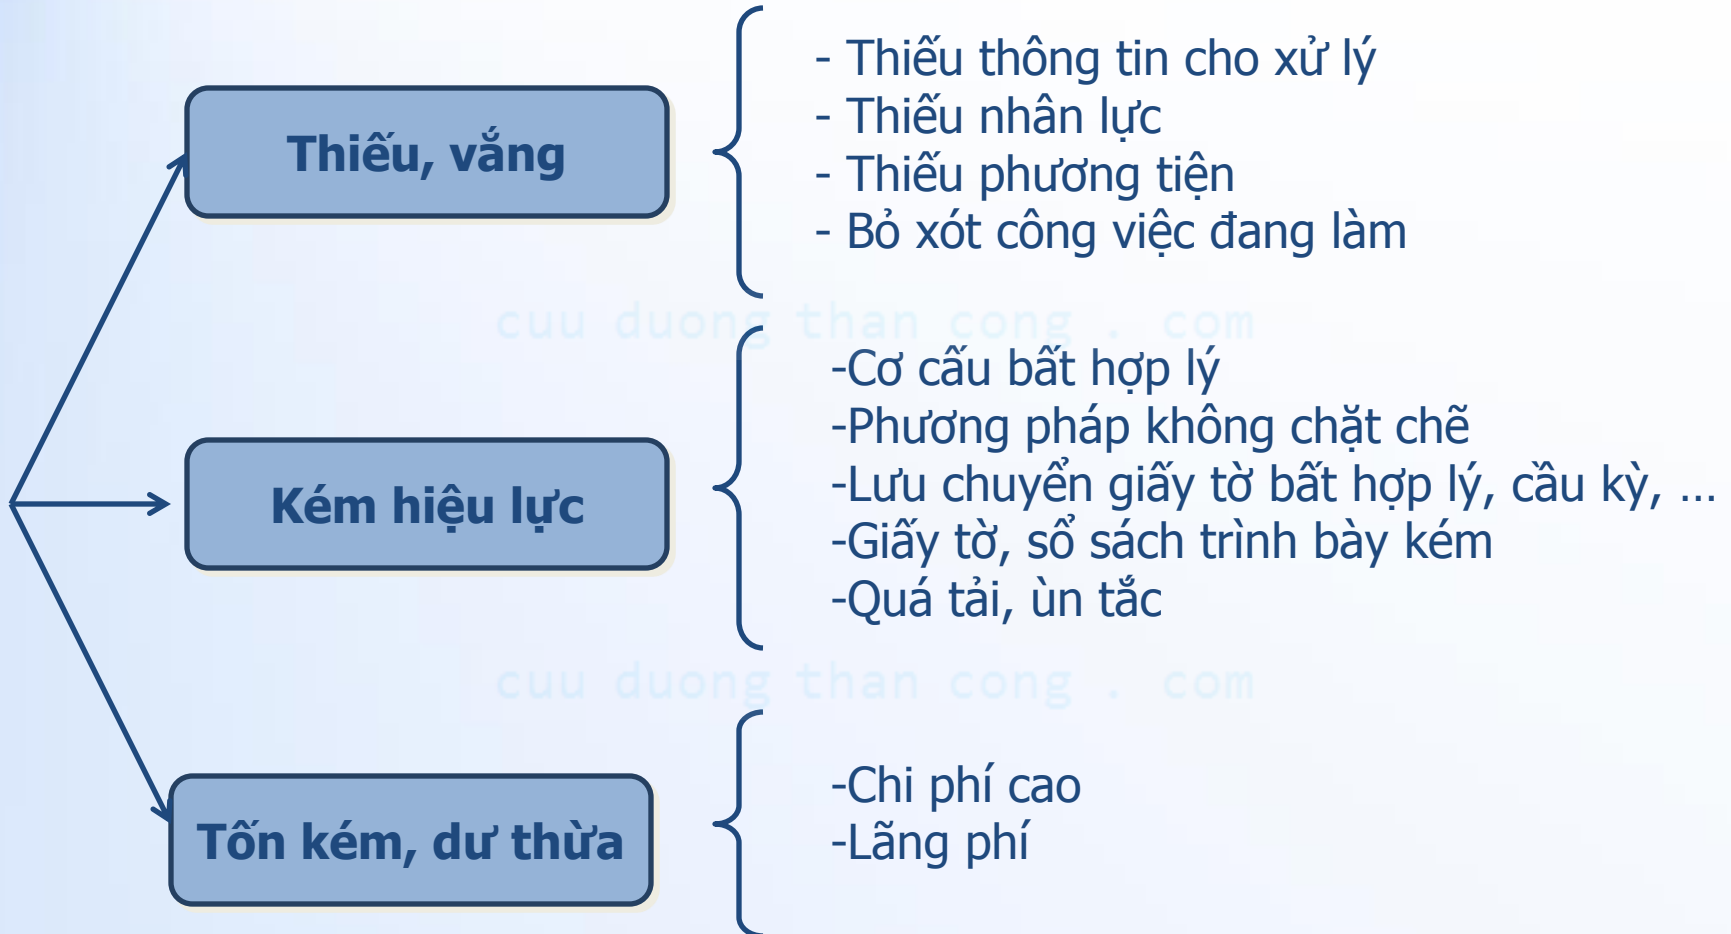 Thiếu, vắng
- Thiếu thông tin cho xử lý
- Thiếu nhân lực
- Thiếu phương tiện
- Bỏ xót công việc đang làm
cuu duong than cong . com
Kém hiệu lực
-Cơ cấu bất hợp lý
-Phương pháp không chặt chẽ
-Lưu chuyển giấy tờ bất hợp lý, cầu kỳ, ...
-Giấy tờ, sổ sách trình bày kém
-Quá tải, ùn tắc
cuu duong than cong . com
Tốn kém, dư thừa
-Chi phí cao
-Lãng phí